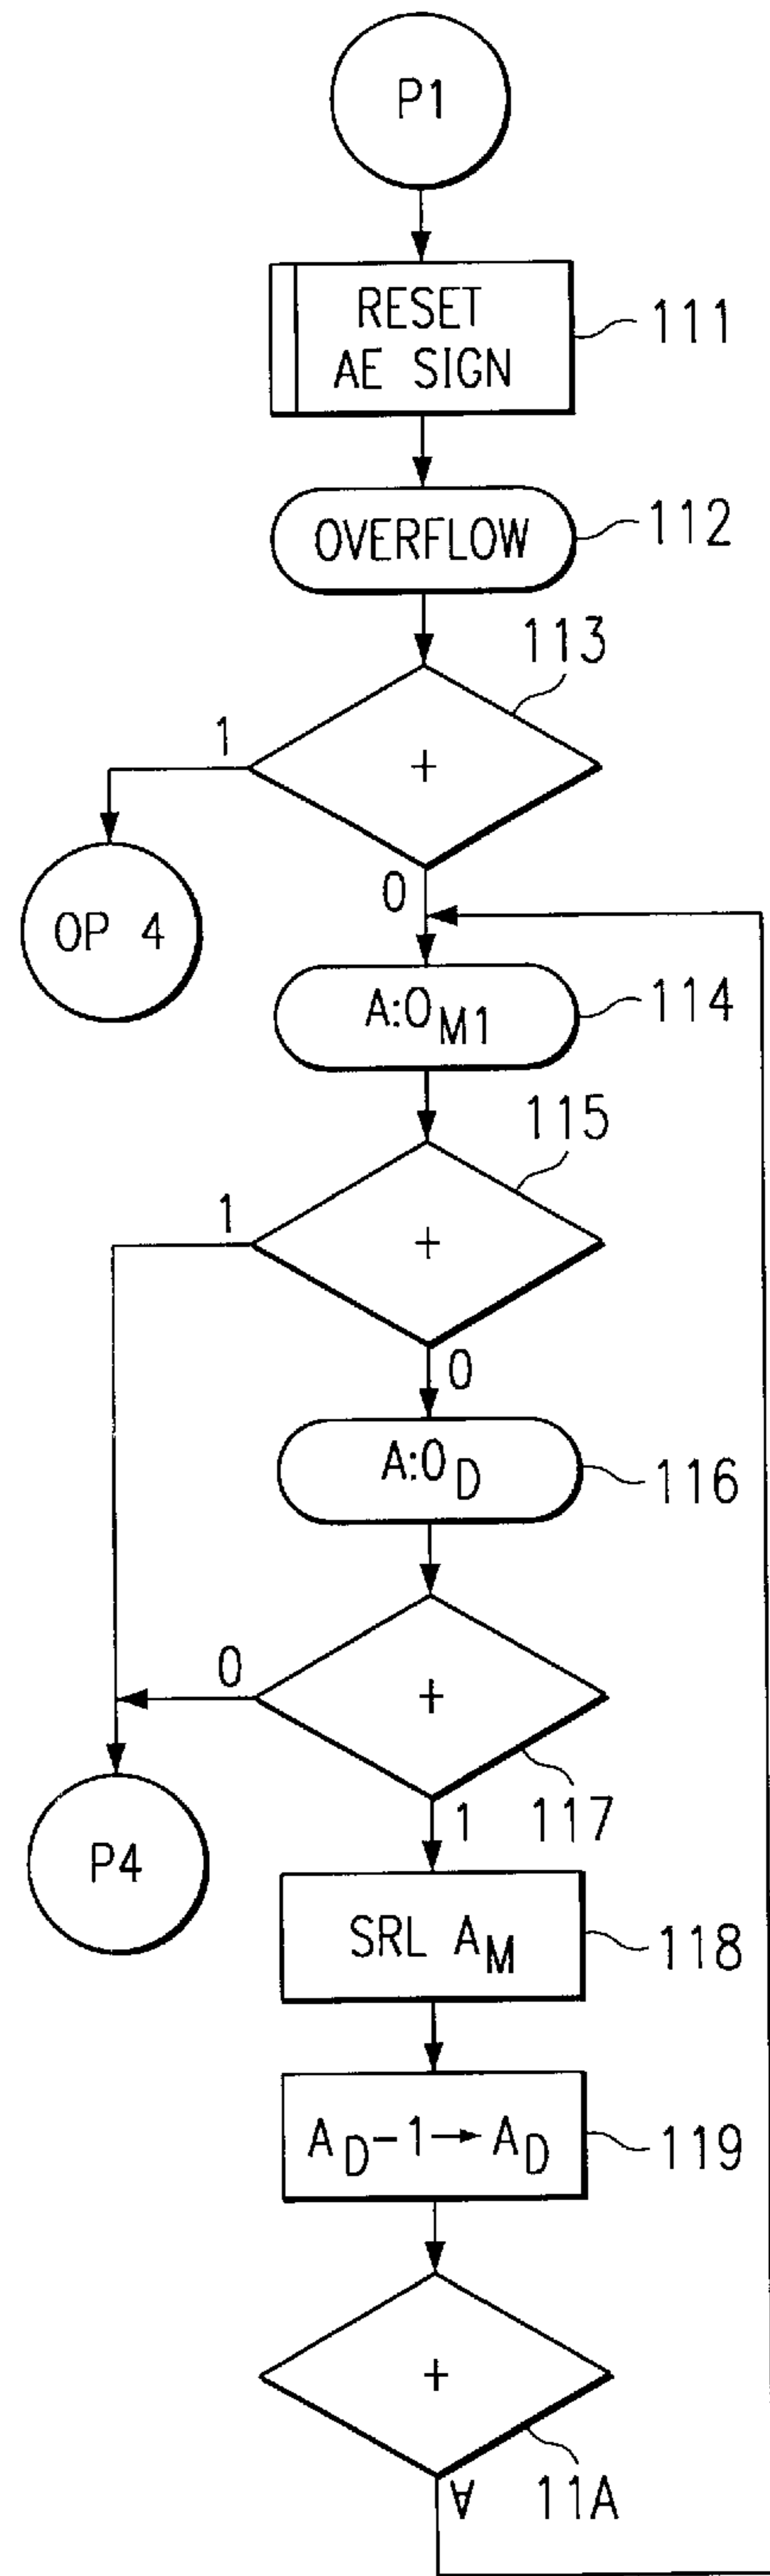 P1
RESET
AE SIGN
111
OVERFLOW
112
113
+
1
0
OP 4
A:0M1
114
115
+
1
0
A:0D
116
0
+
117
1
P4
SRL AM
118
AD-1→AD
119
+
11A
∀